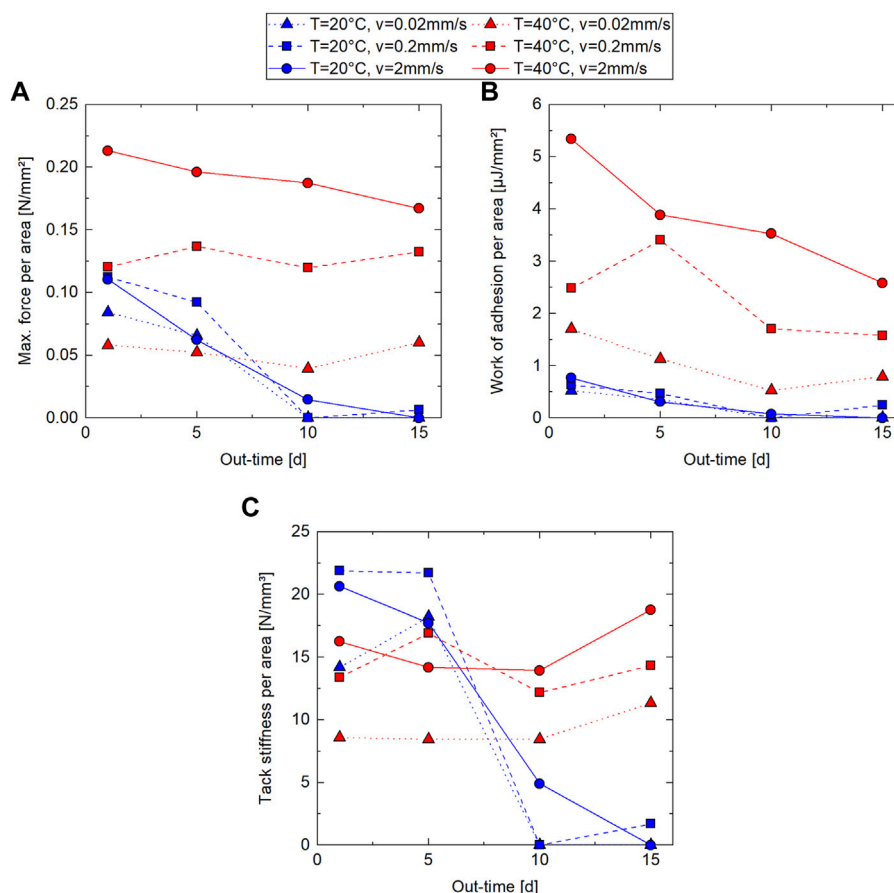 T=20°C, v=0.02mm/s T=40°C, v=0.02mm/s
T=20°C, v=0.2mm/s T=40°C, v=0.2mm/s
T=20°C, v=2mm/s T=40°C, v=2mm/s
A
0.25
0.20
0.15
0.10
0.05
0.00
Max. force per area [N/mm²]
0 5 10 15
Out-time [d]
B
6
5
4
3
2
1
0
Work of adhesion per area [µJ/mm²]
0 5 10 15
Out-time [d]
C
25
20
15
10
5
0
Tack stiffness per area [N/mm³]
0 5 10 15
Out-time [d]